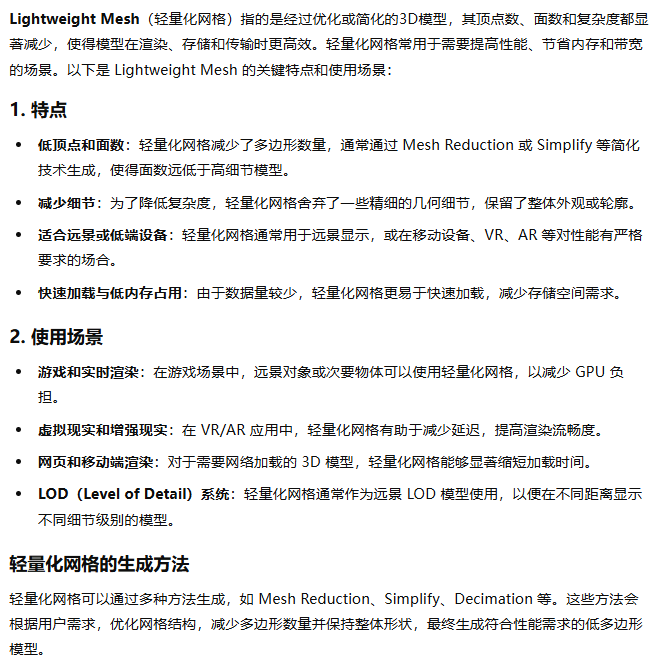 Lightweight Mesh（轻量化网格）指的是经过优化或简化的3D模型，其顶点数、面数和复杂度都显
著减少，使得模型在渲染、存储和传输时更高效。轻量化网格常用于需要提高性能、节省内存和带宽
的场景。以下是 Lightweight Mesh 的关键特点和使用场景：
1. 特点
• 低顶点和面数：轻量化网格减少了多边形数量，通常通过 Mesh Reduction 或 Simplify 等简化
技术生成，使得面数远低于高细节模型。
• 减少细节：为了降低复杂度，轻量化网格舍弃了一些精细的几何细节，保留了整体外观或轮廓。
• 适合远景或低端设备：轻量化网格通常用于远景显示，或在移动设备、VR、AR 等对性能有严格
要求的场合。
• 快速加载与低内存占用：由于数据量较少，轻量化网格更易于快速加载，减少存储空间需求。
2. 使用场景
• 游戏和实时渲染：在游戏场景中，远景对象或次要物体可以使用轻量化网格，以减少 GPU 负
担。
• 虚拟现实和增强现实：在 VR/AR 应用中，轻量化网格有助于减少延迟，提高渲染流畅度。
• 网页和移动端渲染：对于需要网络加载的 3D 模型，轻量化网格能够显著缩短加载时间。
• LOD（Level of Detail）系统：轻量化网格通常作为远景 LOD 模型使用，以便在不同距离显示
不同细节级别的模型。
轻量化网格的生成方法
轻量化网格可以通过多种方法生成，如 Mesh Reduction、Simplify、Decimation 等。这些方法会
根据用户需求，优化网格结构，减少多边形数量并保持整体形状，最终生成符合性能需求的低多边形
模型。